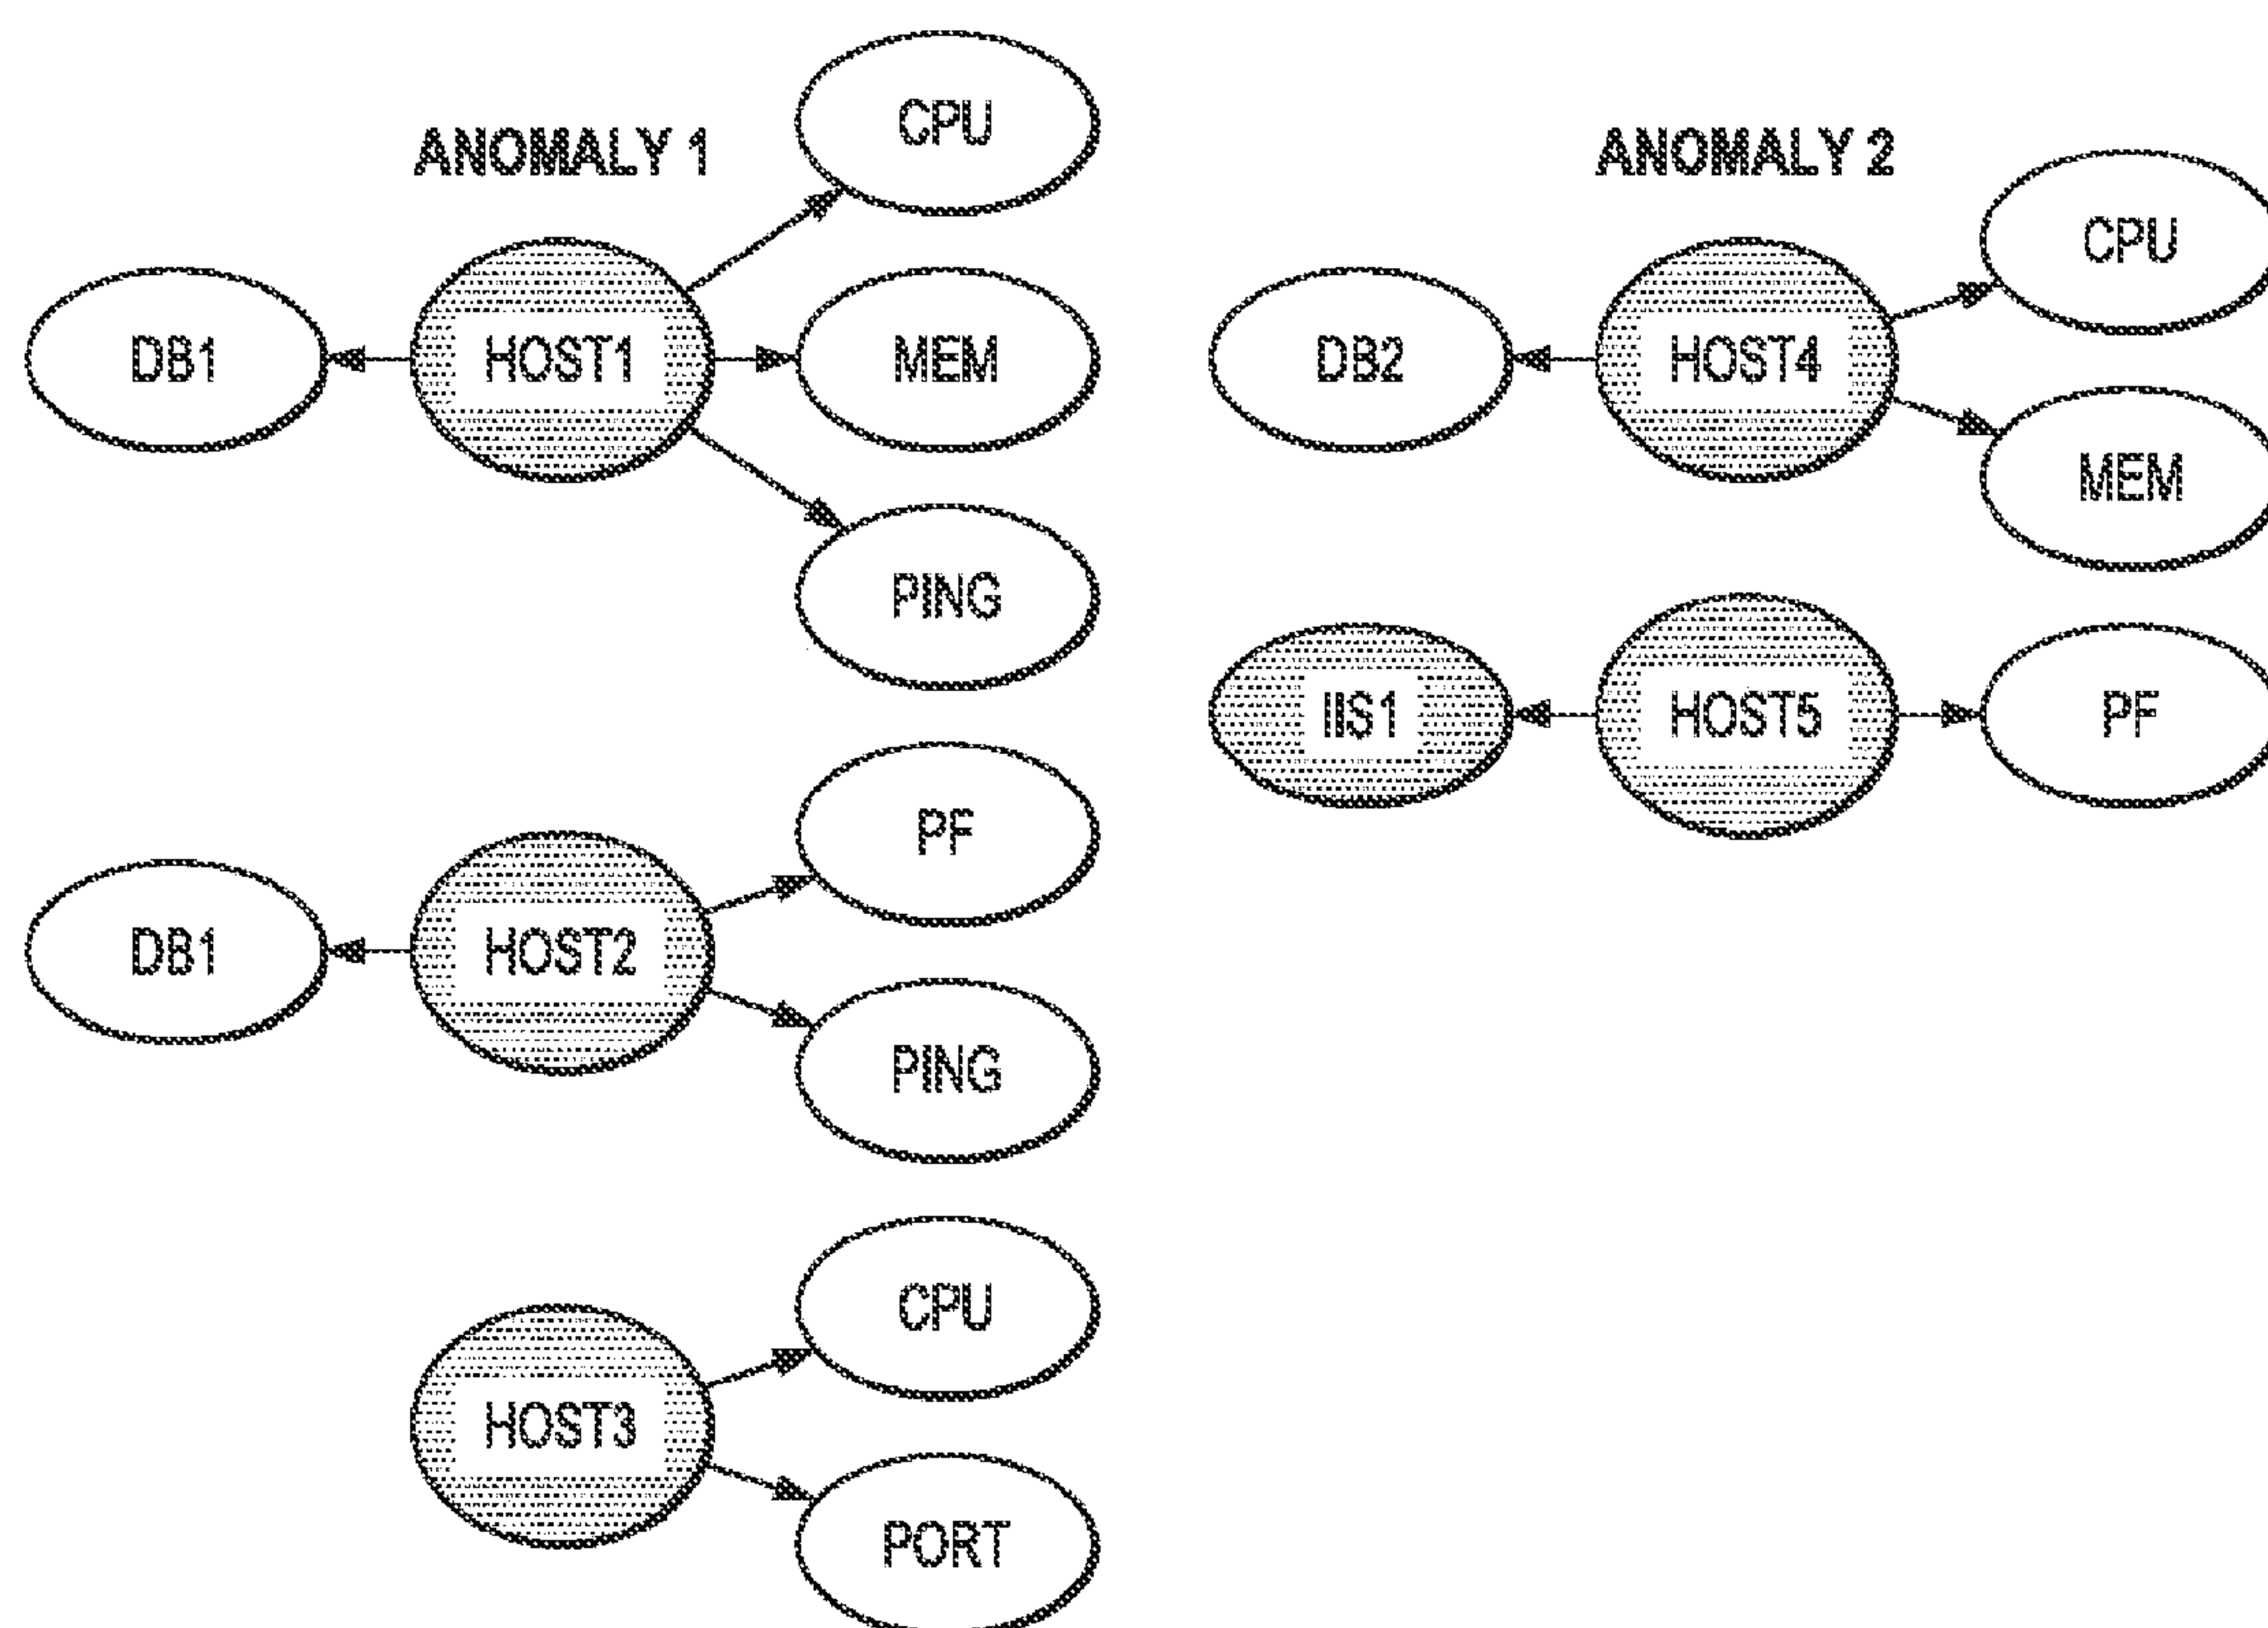 ANOMALY 1
CPU
DB1
HOST1
MEM
PING
PF
DB1
HOST2
PING
CPU
HOST3
PORT
ANOMALY 2
CPU
DB2
HOST4
MEM
IIS1
HOST5
PF